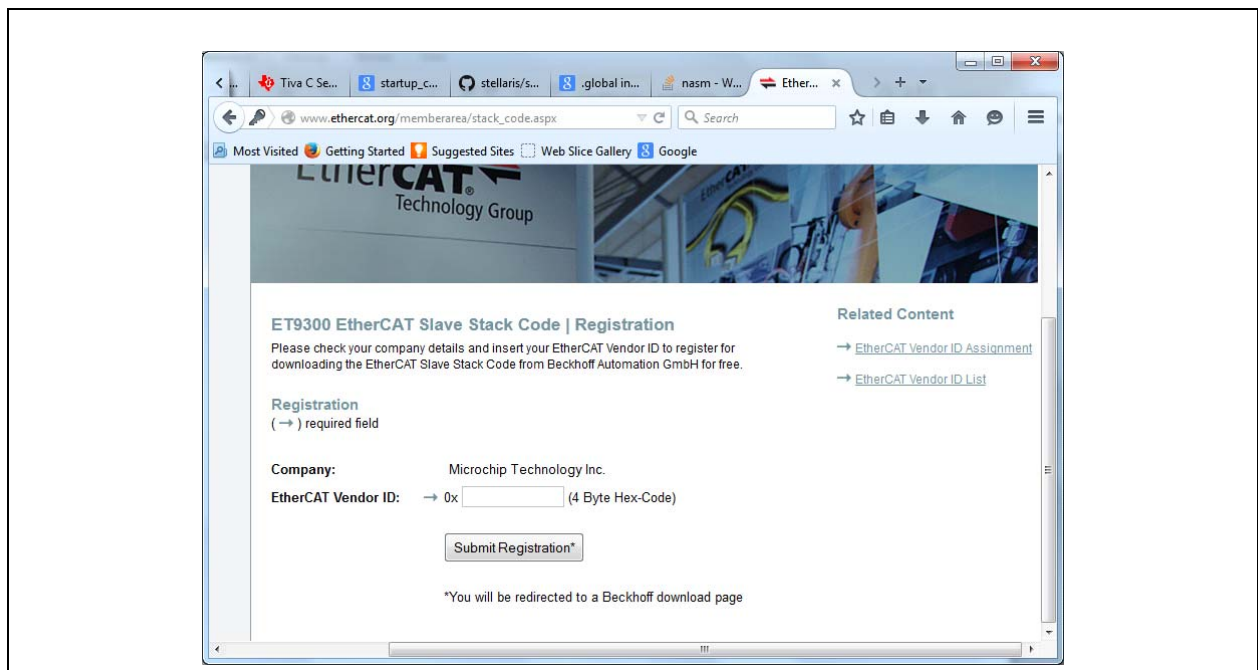 Tiva C Se... startup_c... stellaris/s... .global in... nasm - W... Ether...
www.ethercat.org/memberarea/stack_code.aspx Search
Most Visited Getting Started Suggested Sites Web Slice Gallery Google
EtherCAT®
Technology Group
EtherCAT
ET9300 EtherCAT Slave Stack Code | Registration
Please check your company details and insert your EtherCAT Vendor ID to register for
downloading the EtherCAT Slave Stack Code from Beckhoff Automation GmbH for free.
Registration
( → ) required field
Company: Microchip Technology Inc.
EtherCAT Vendor ID: → 0x (4 Byte Hex-Code)
Submit Registration*
*You will be redirected to a Beckhoff download page
Related Content
→ EtherCAT Vendor ID Assignment
→ EtherCAT Vendor ID List